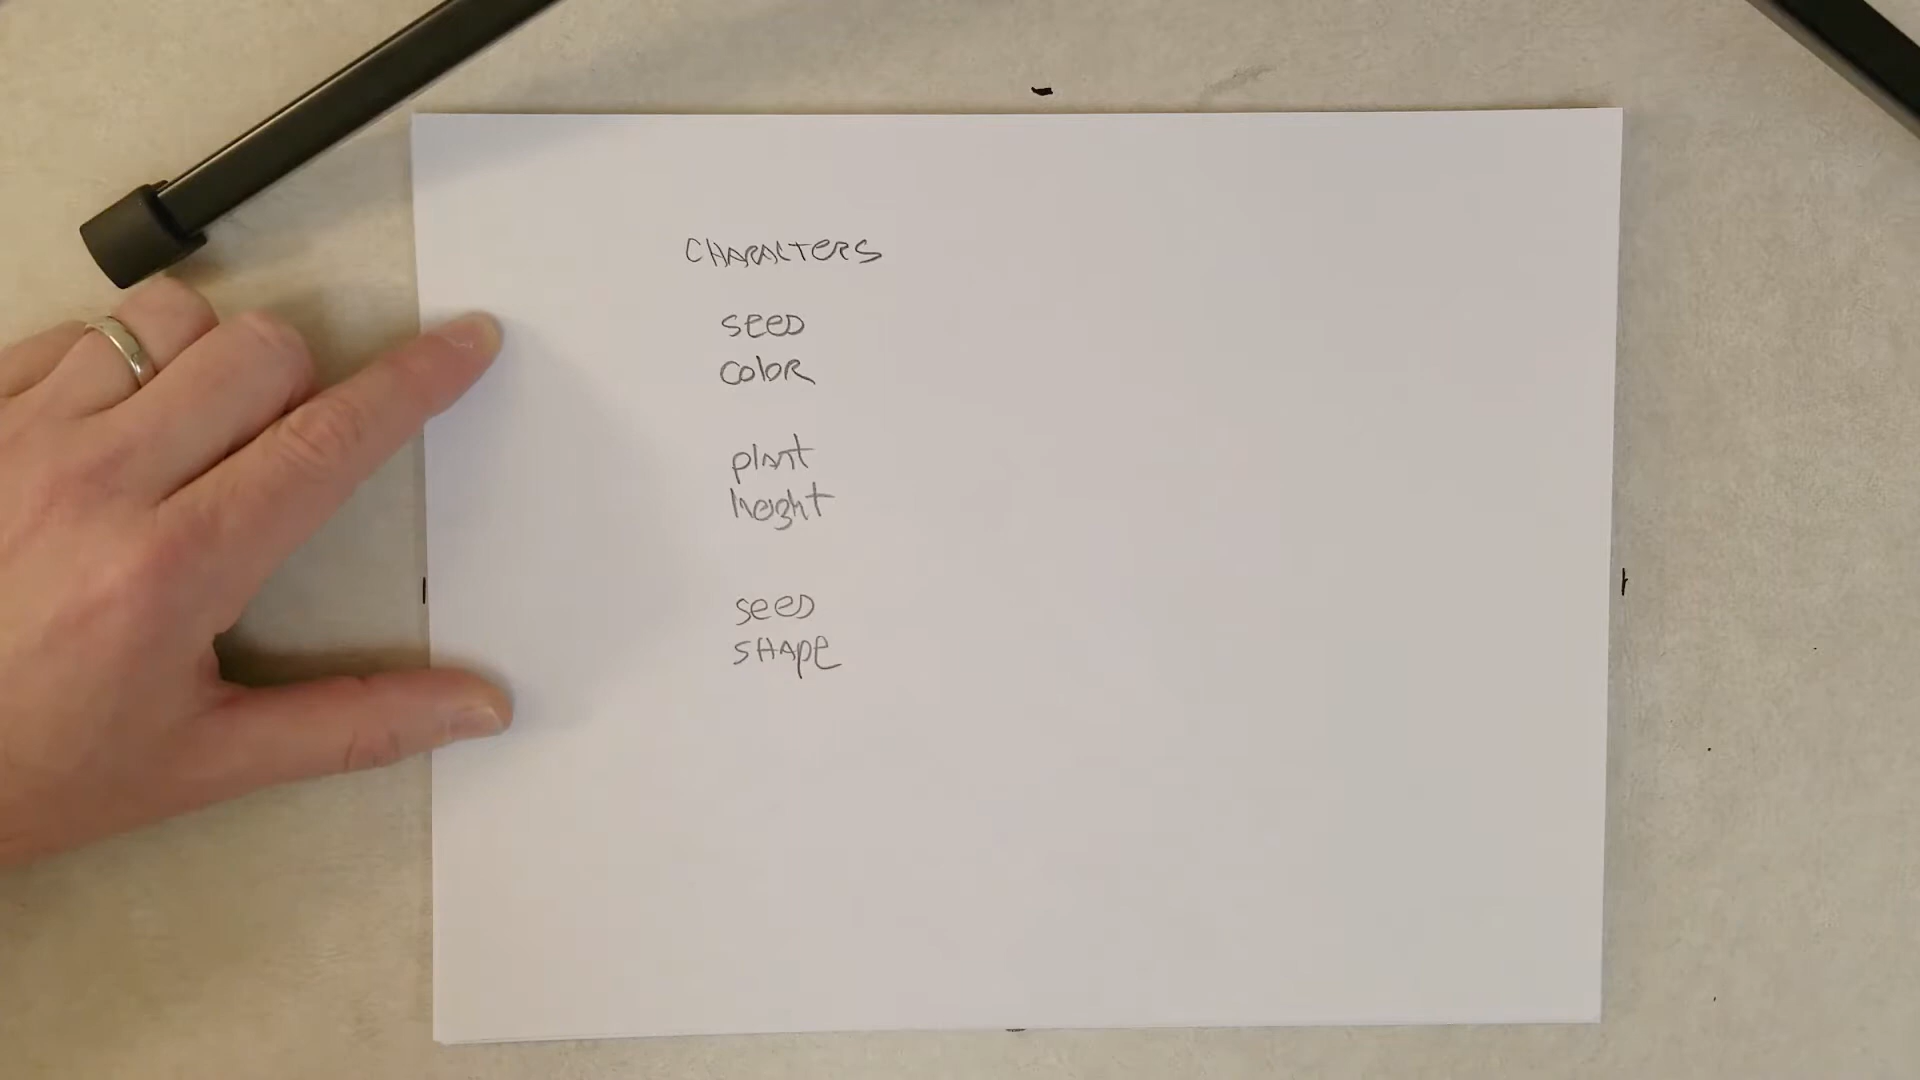 CHARACTERS
seed
color
plant
height
seed
shape